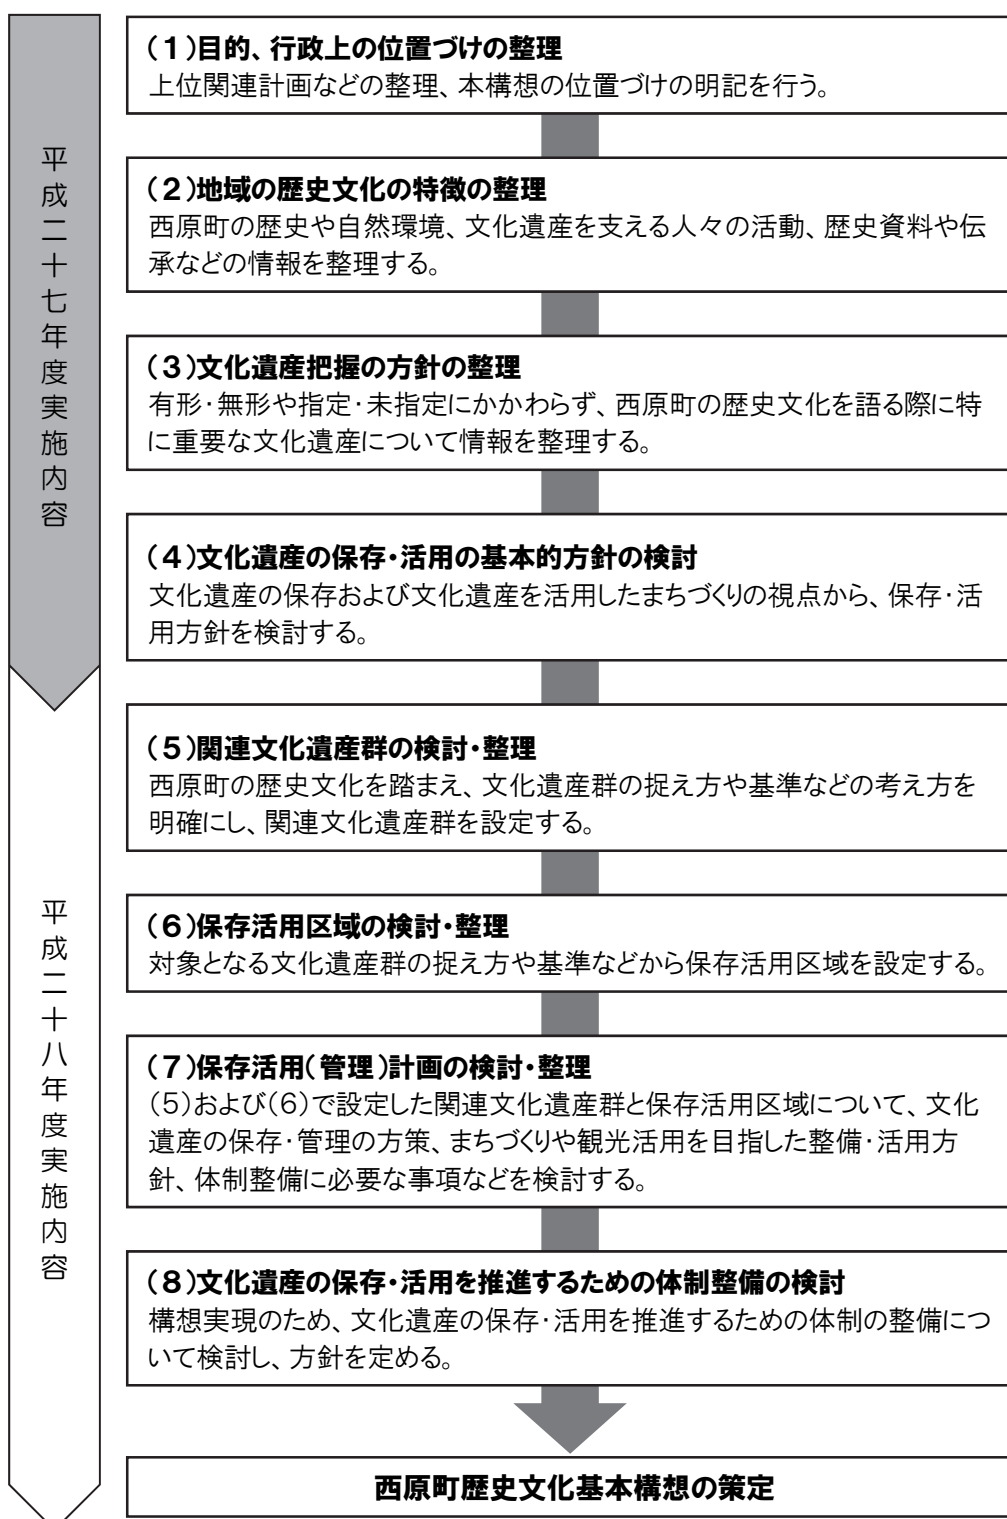 平成二十七年度実施内容
(1)目的、行政上の位置づけの整理
上位関連計画などの整理、本構想の位置づけの明記を行う。
(2)地域の歴史文化の特徴の整理
西原町の歴史や自然環境、文化遺産を支える人々の活動、歴史資料や伝
承などの情報を整理する。
(3)文化遺産把握の方針の整理
有形・無形や指定・未指定にかかわらず、西原町の歴史文化を語る際に特
に重要な文化遺産について情報を整理する。
(4)文化遺産の保存・活用の基本的方針の検討
文化遺産の保存および文化遺産を活用したまちづくりの視点から、保存・活
用方針を検討する。
平成二十八年度実施内容
(5)関連文化遺産群の検討・整理
西原町の歴史文化を踏まえ、文化遺産群の捉え方や基準などの考え方を
明確にし、関連文化遺産群を設定する。
(6)保存活用区域の検討・整理
対象となる文化遺産群の捉え方や基準などから保存活用区域を設定する。
(7)保存活用(管理)計画の検討・整理
(5)および(6)で設定した関連文化遺産群と保存活用区域について、文化
遺産の保存・管理の方策、まちづくりや観光活用を目指した整備・活用方
針、体制整備に必要な事項などを検討する。
(8)文化遺産の保存・活用を推進するための体制整備の検討
構想実現のため、文化遺産の保存・活用を推進するための体制の整備につ
いて検討し、方針を定める。
西原町歴史文化基本構想の策定